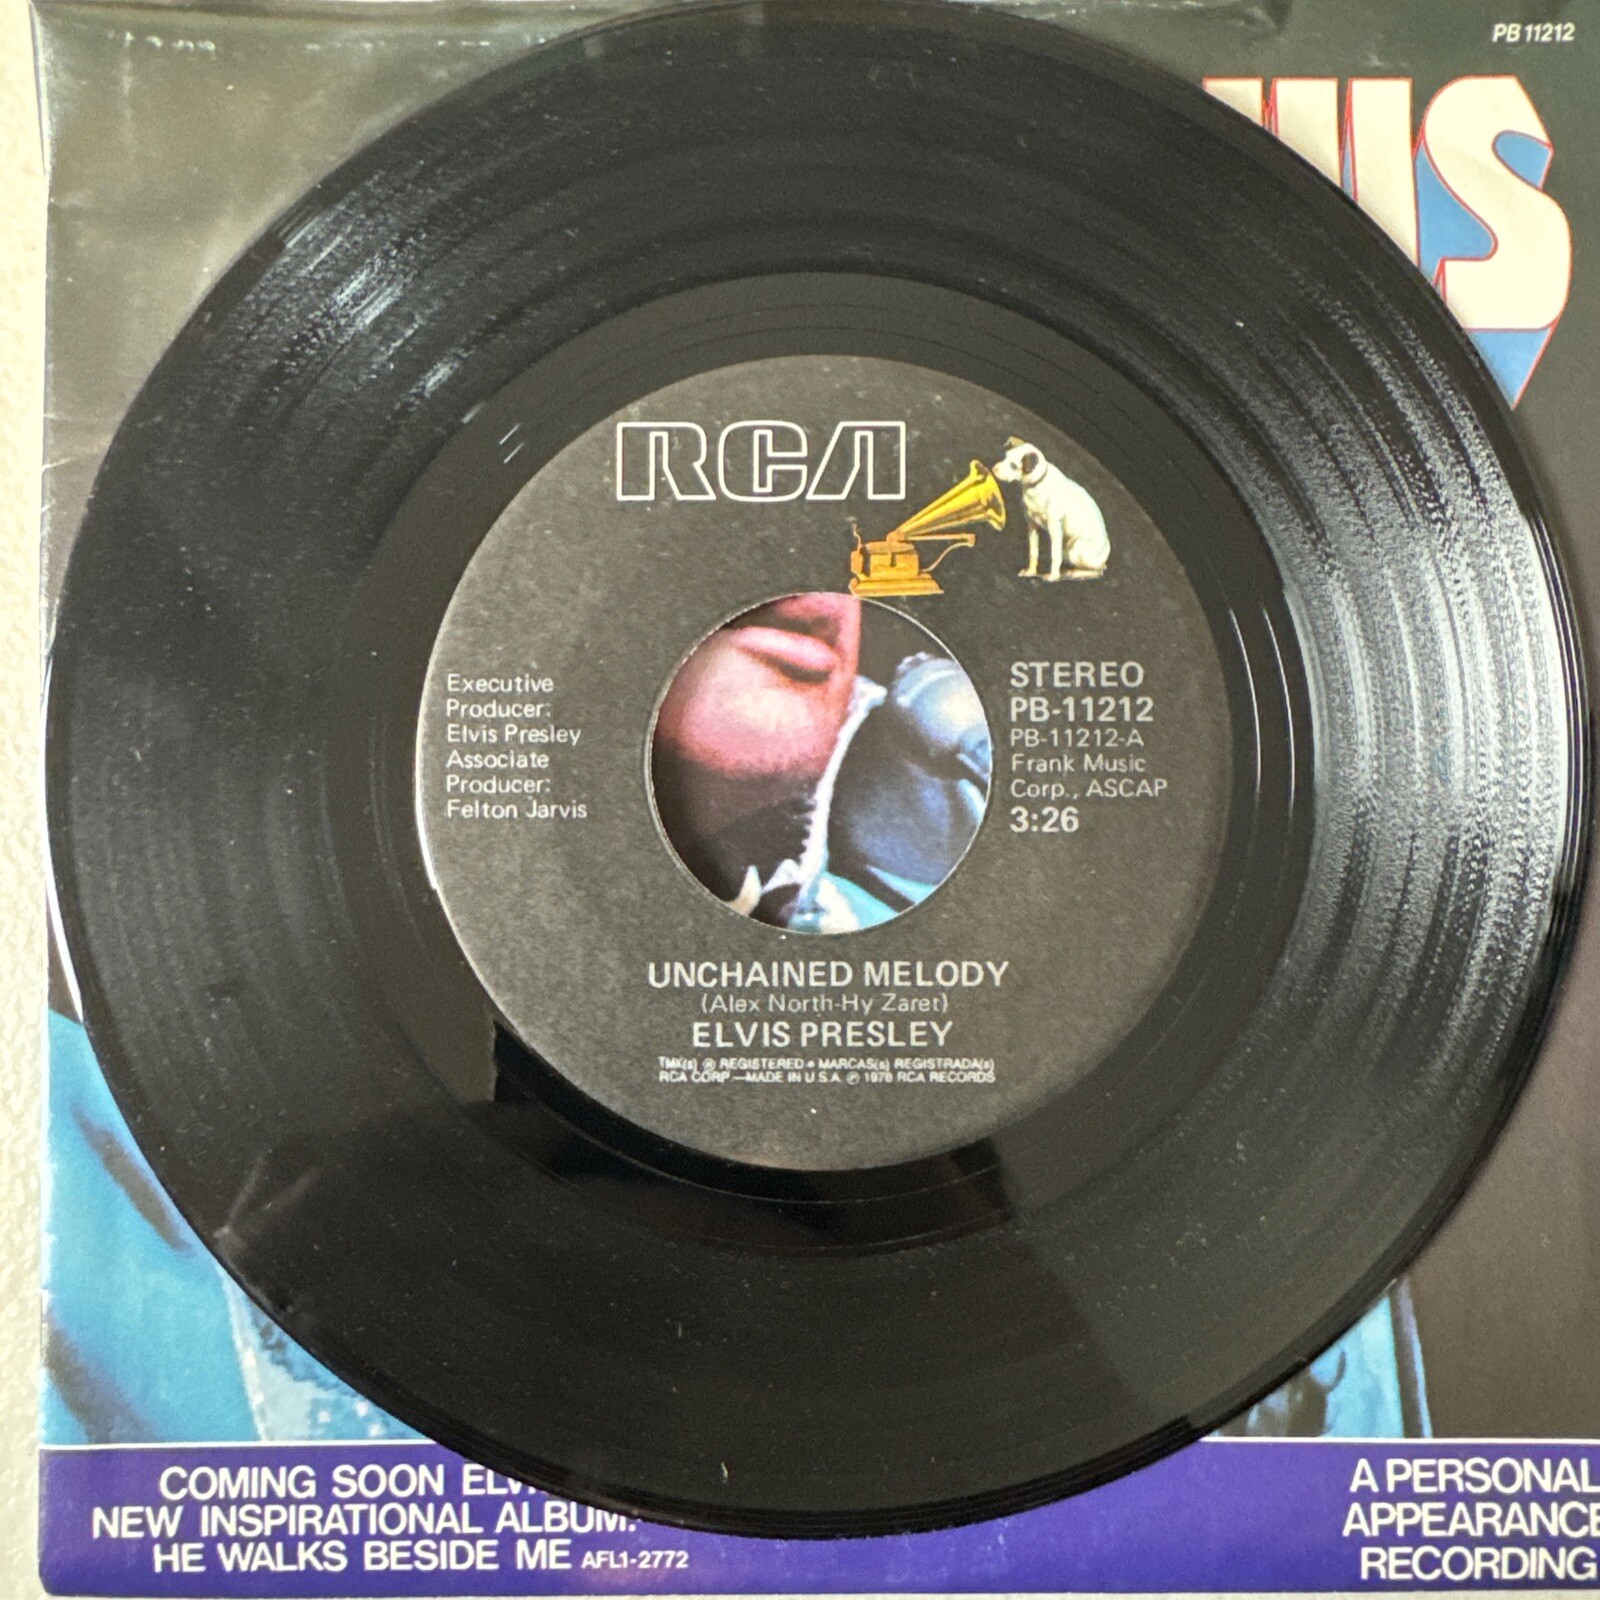 PB 11212
VIS
RCA
Executive
Producer:
Elvis Presley
Associate
Producer:
Felton Jarvis
STEREO
PB-11212
PB-11212-A
Frank Music
Corp., ASCAP
3:26
UNCHAINED MELODY
(Alex North-Hy Zaret)
ELVIS PRESLEY
TMK(s) ® REGISTERED • MARCAS(s) REGISTRADA(s)
RCA CORP.—MADE IN U.S.A. ℗ 1978 RCA RECORDS
COMING SOON
NEW INSPIRATIONAL ALBUM:
HE WALKS BESIDE ME AFL1-2772
A PERSONAL
APPEARANCE
RECORDING